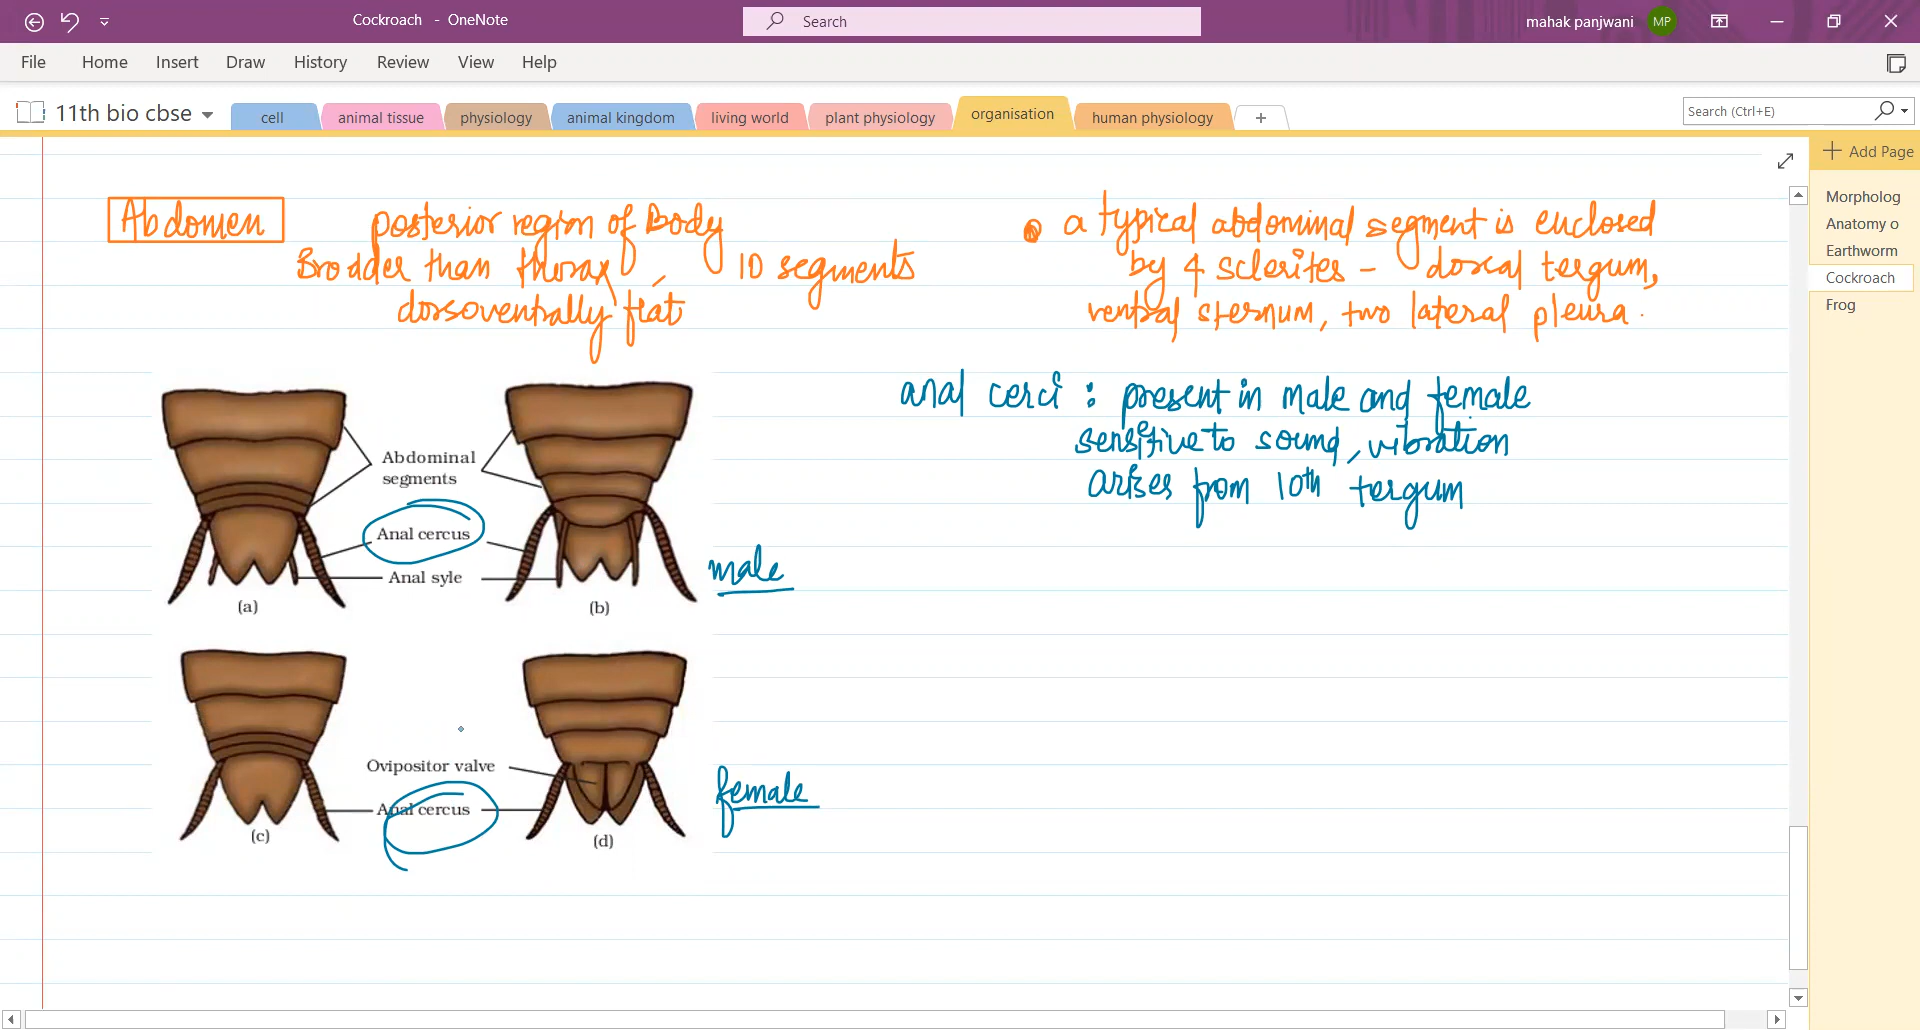 Cockroach - OneNote
Search
mahak panjwani MP
File Home Insert Draw History Review View Help
11th bio cbse
cell animal tissue physiology animal kingdom living world plant physiology organisation human physiology +
Search (Ctrl+E)
Add Page
Morpholog
Anatomy o
Earthworm
Cockroach
Frog
Abdomen
posterior region of Body
Brodder than thorax, 10 segments
dorsoventrally flat
a typical abdominal segment is enclosed
by 4 sclerites - dorsal tergum,
ventral sternum, two lateral pleura.
anal cerci : present in male and female
sensitive to sound, vibration
arises from 10th tergum
Abdominal
segments
Anal cercus
Anal syle
(a)
(b)
male
Ovipositor valve
Anal cercus
(c)
(d)
female